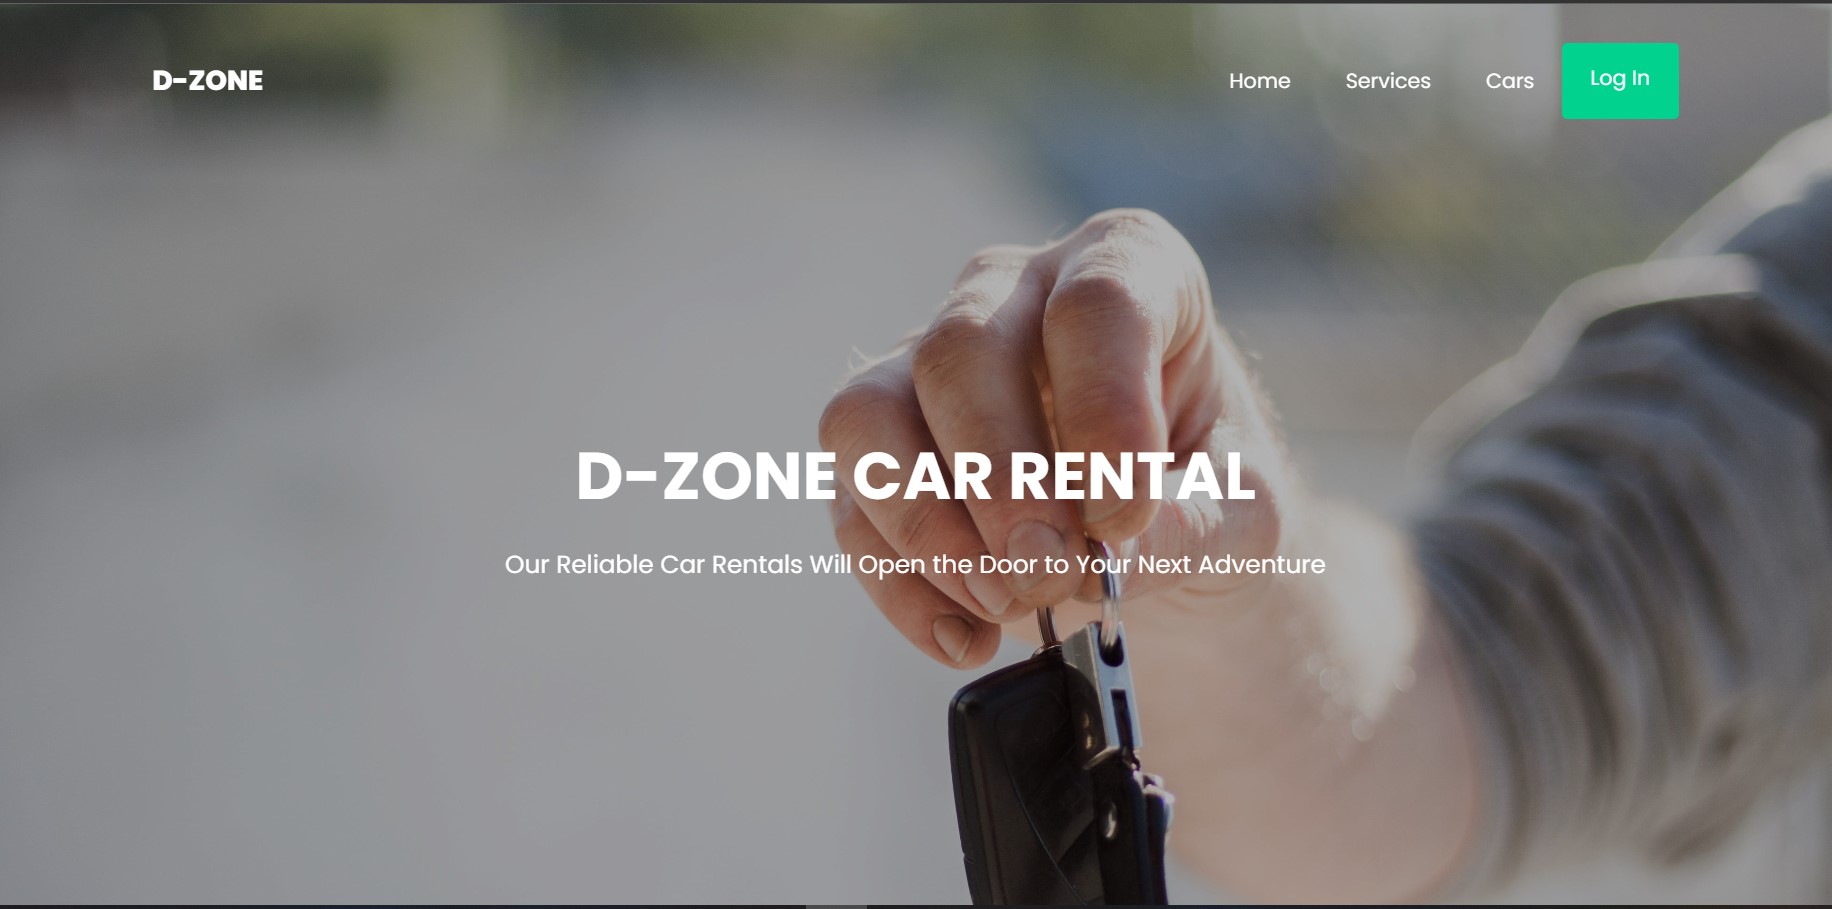 D-ZONE
Home Services Cars Log In
D-ZONE CAR RENTAL
Our Reliable Car Rentals Will Open the Door to Your Next Adventure